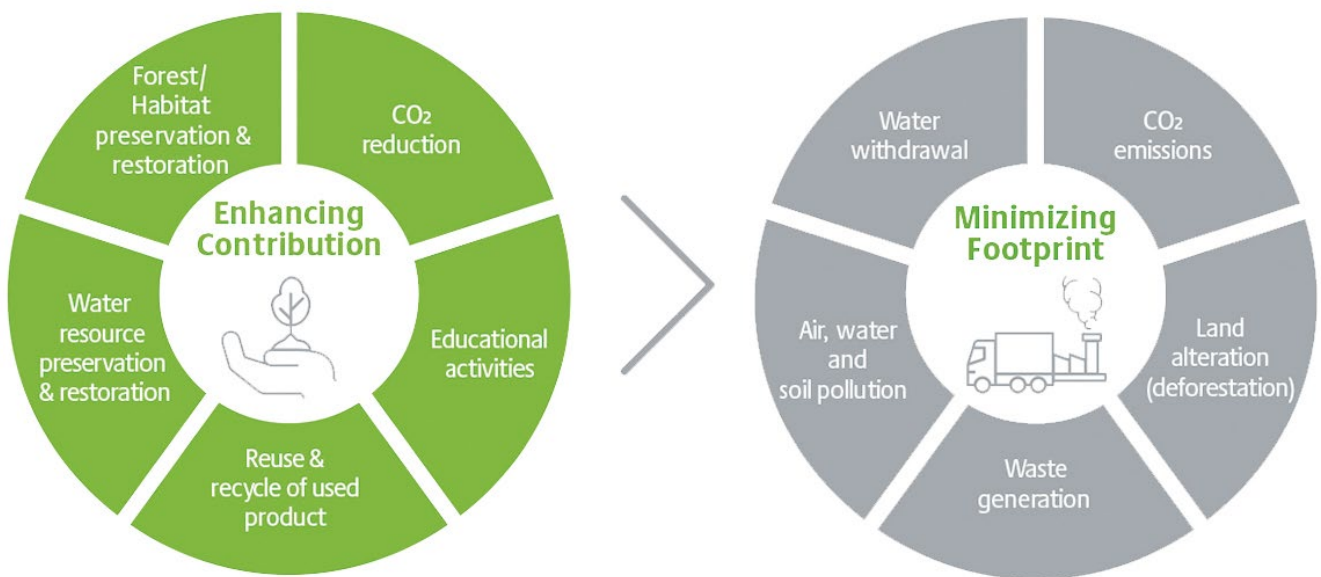 Forest/
Habitat
preservation &
restoration
CO₂
reduction
Enhancing
Contribution
Water
resource
preservation
& restoration
Educational
activities
Reuse &
recycle of used
product
Water
withdrawal
CO₂
emissions
Minimizing
Footprint
Air, water
and
soil pollution
Land
alteration
(deforestation)
Waste
generation